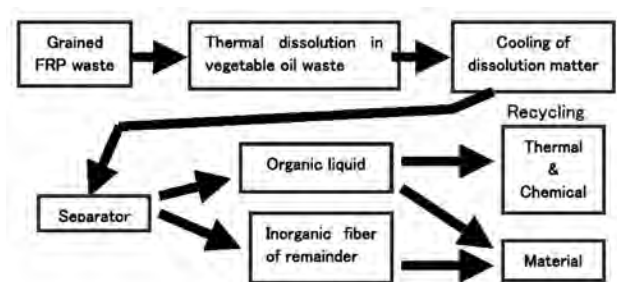 Grained
FRP waste
Thermal dissolution in
vegetable oil waste
Cooling of
dissolution matter
Recycling
Thermal
&
Chemical
Organic liquid
Separator
Inorganic fiber
of remainder
Material